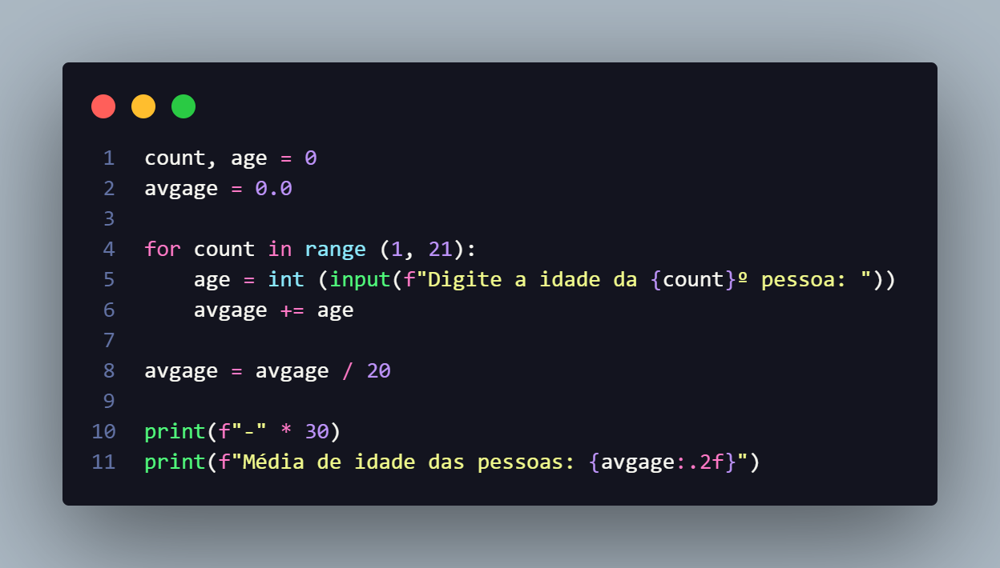 1 count, age = 0
2 avgage = 0.0
3
4 for count in range (1, 21):
5     age = int (input(f"Digite a idade da {count}º pessoa: "))
6     avgage += age
7
8 avgage = avgage / 20
9
10 print(f"-" * 30)
11 print(f"Média de idade das pessoas: {avgage:.2f}")